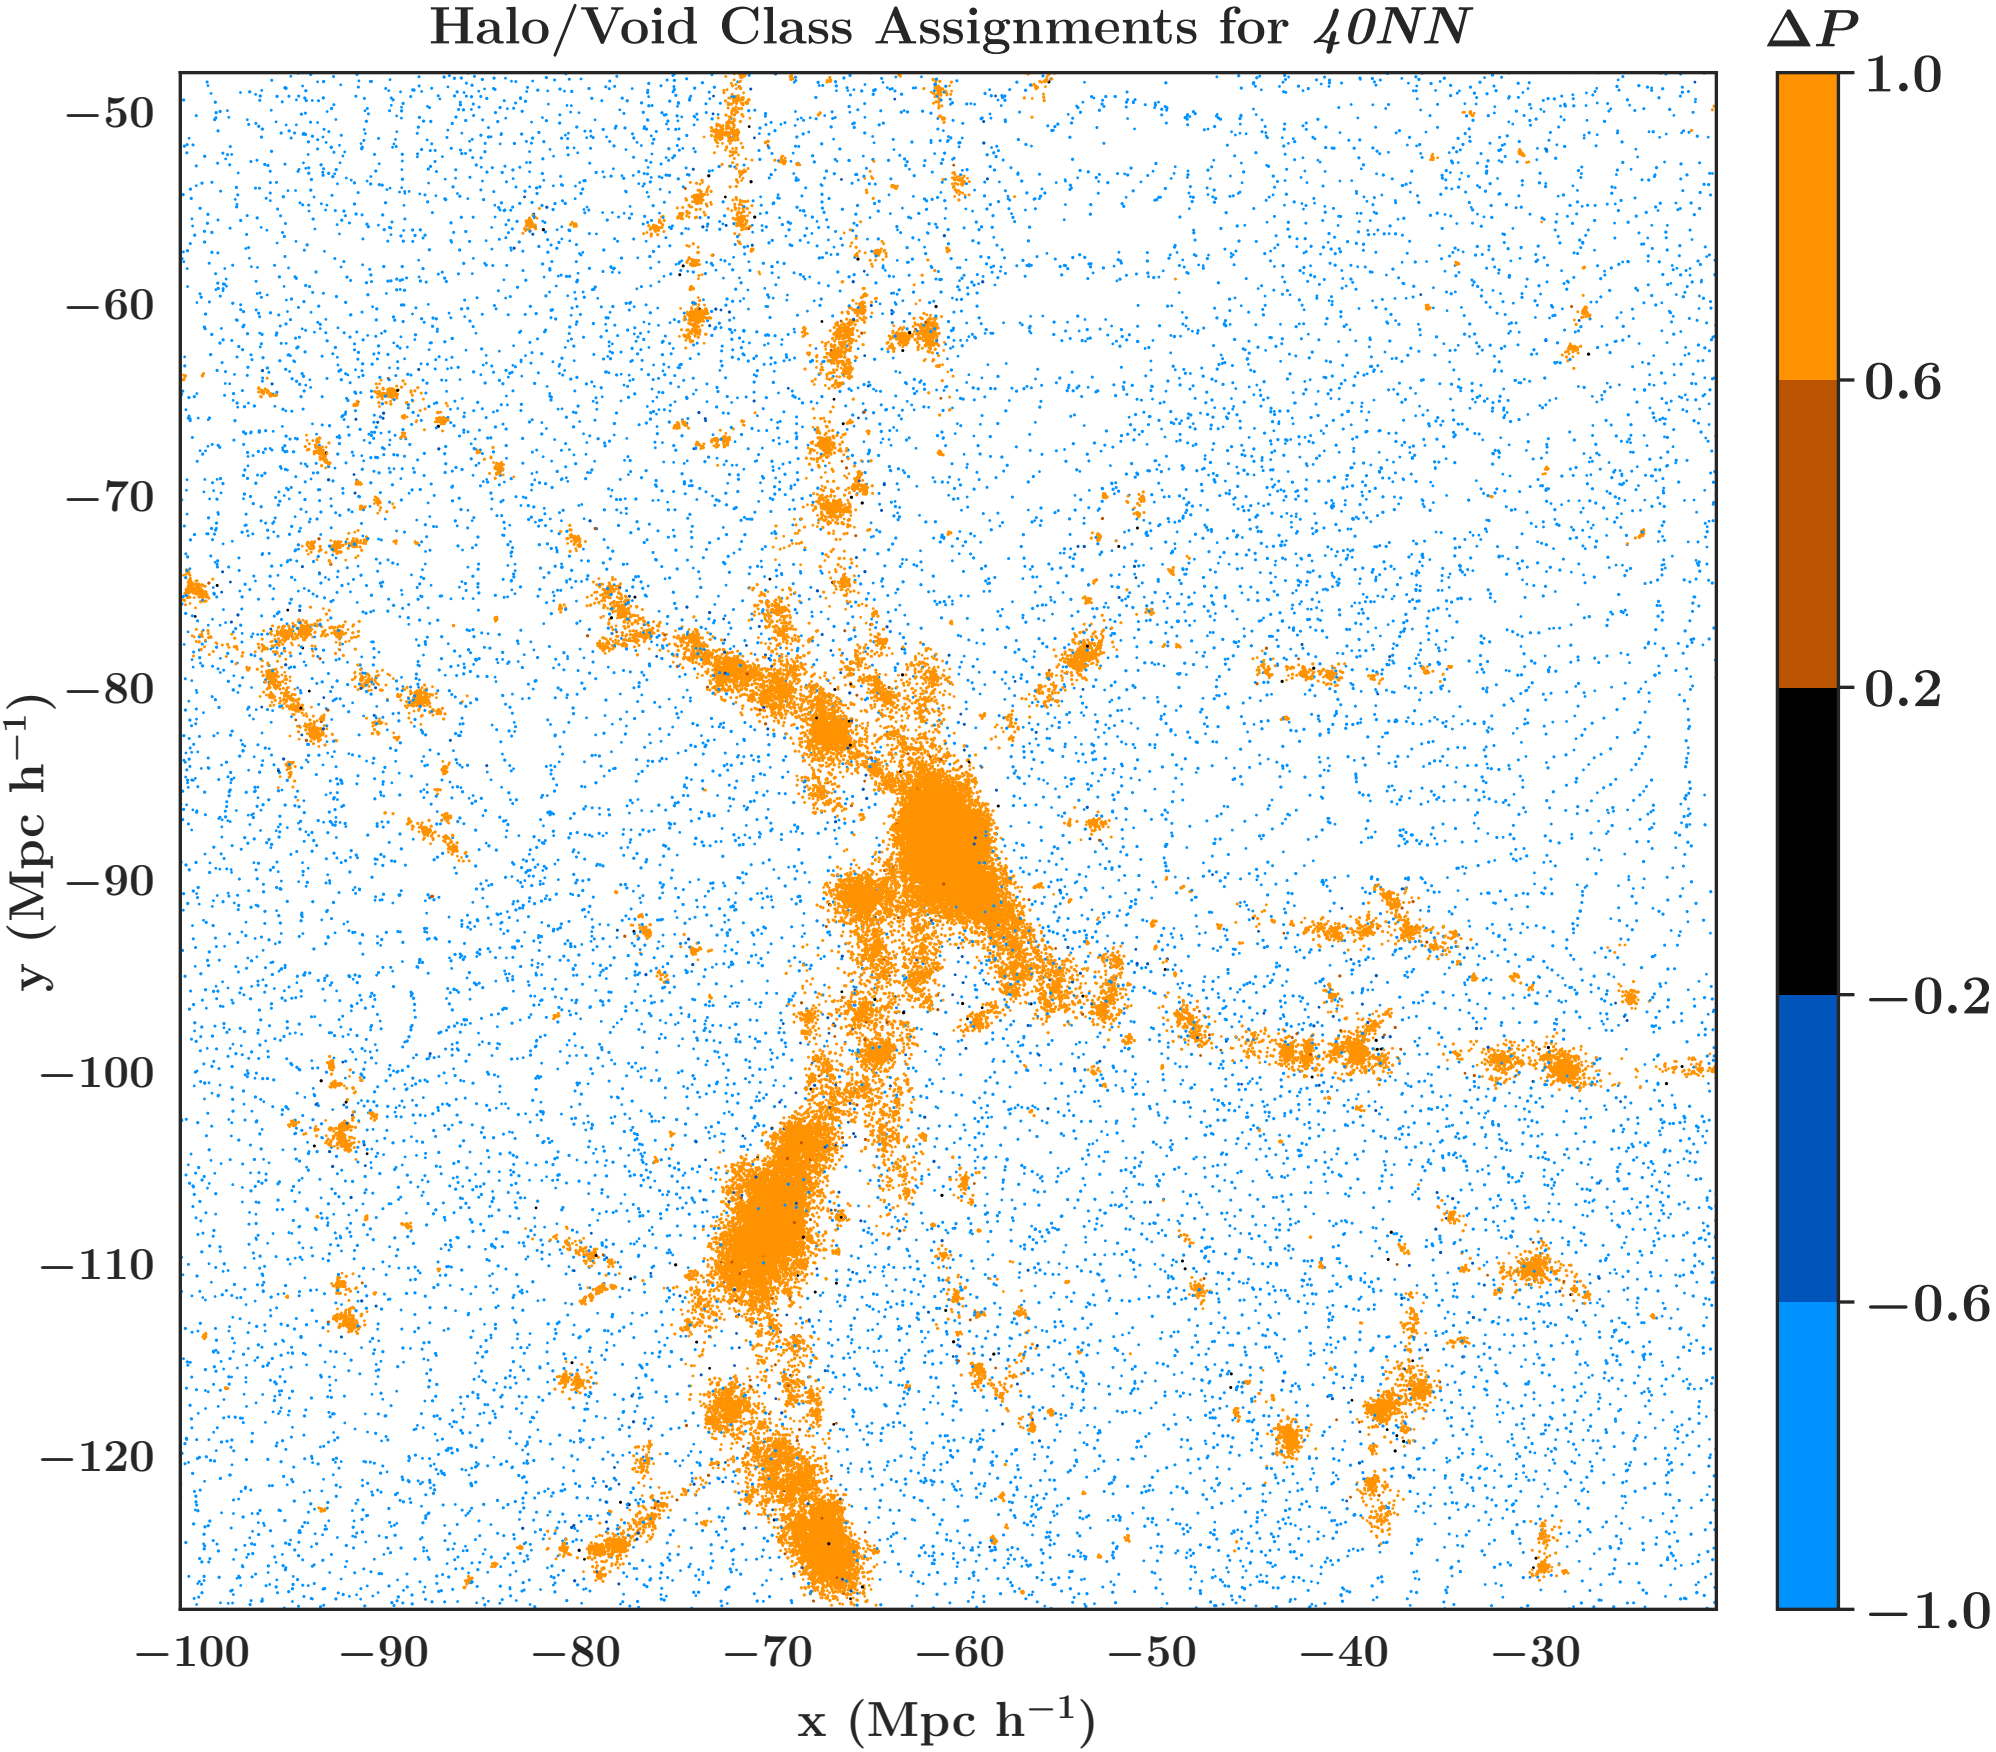 Halo/Void Class Assignments for 40NN
ΔP
1.0
0.6
0.2
−0.2
−0.6
−1.0
−50
−60
−70
−80
−90
−100
−110
−120
y (Mpc h⁻¹)
−100 −90 −80 −70 −60 −50 −40 −30
x (Mpc h⁻¹)